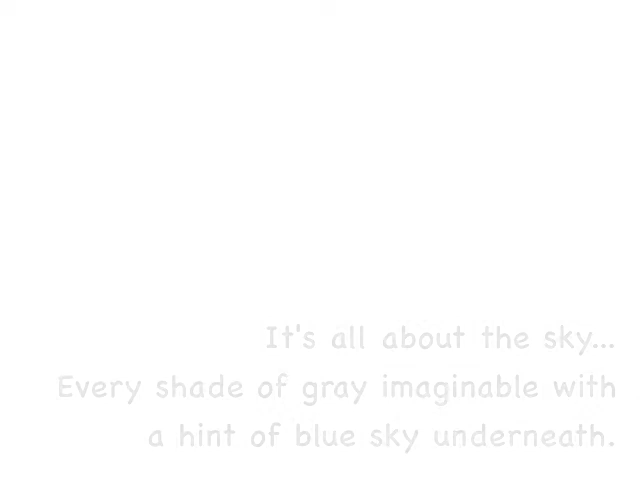 It's all about the sky...
Every shade of gray imaginable with
a hint of blue sky underneath.